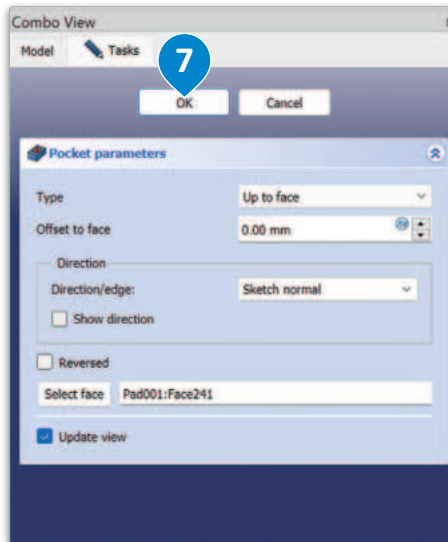 Combo View
Model Tasks
7
OK Cancel
Pocket parameters
Type Up to face
Offset to face 0.00 mm
Direction
Direction/edge: Sketch normal
Show direction
Reversed
Select face Pad001:Face241
Update view